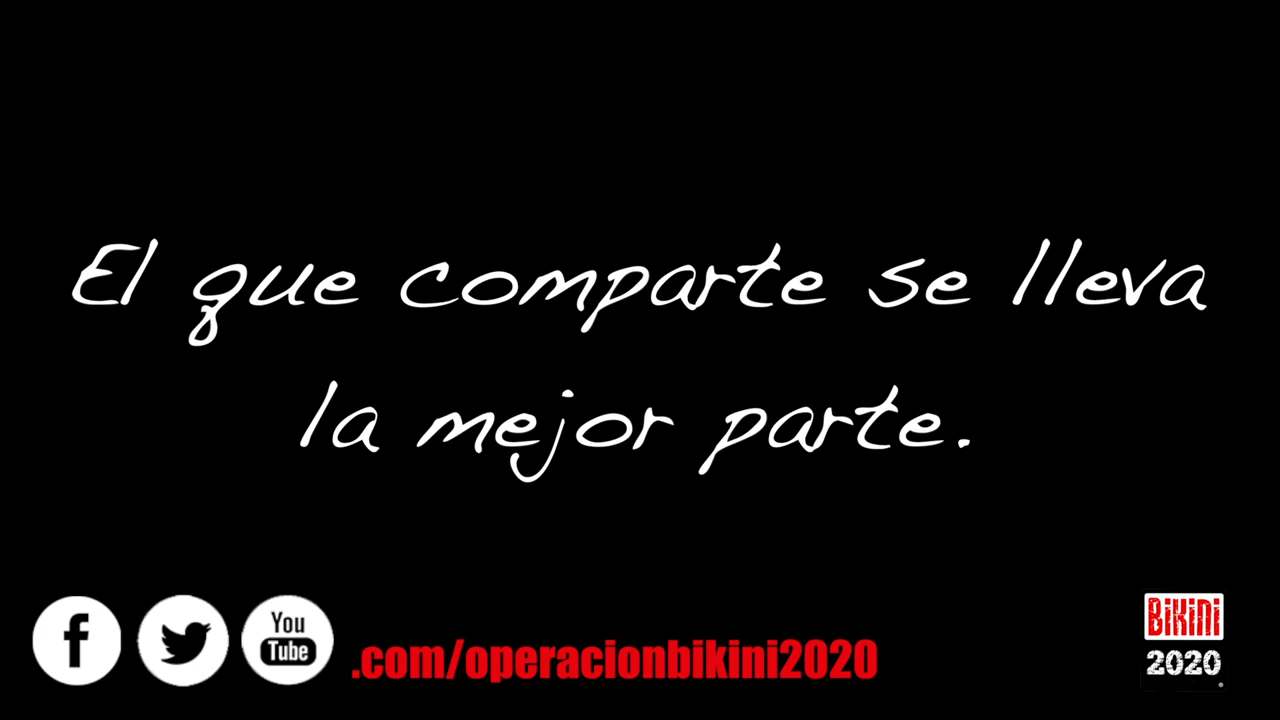 El que comparte se lleva
la mejor parte.
f
You
Tube
.com/operacionbikini2020
BiKiNi
2020